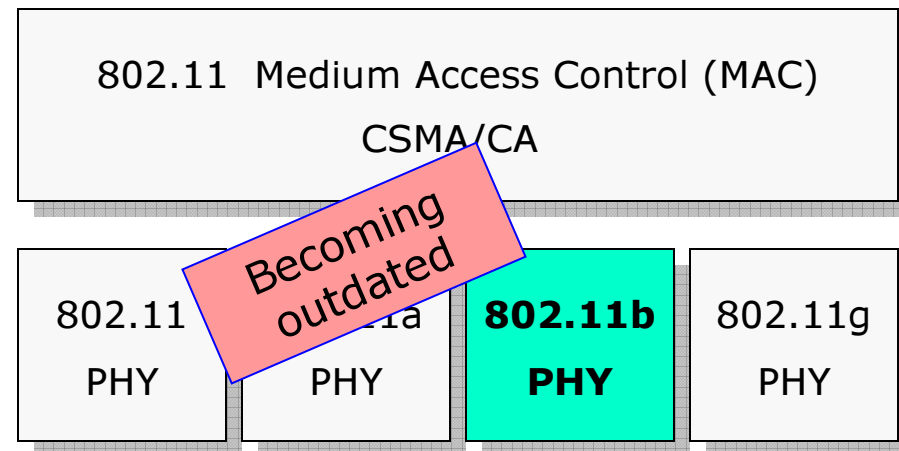 802.11 Medium Access Control (MAC)
CSMA/CA
Becoming
outdated
802.11
PHY
1a
PHY
802.11b
PHY
802.11g
PHY